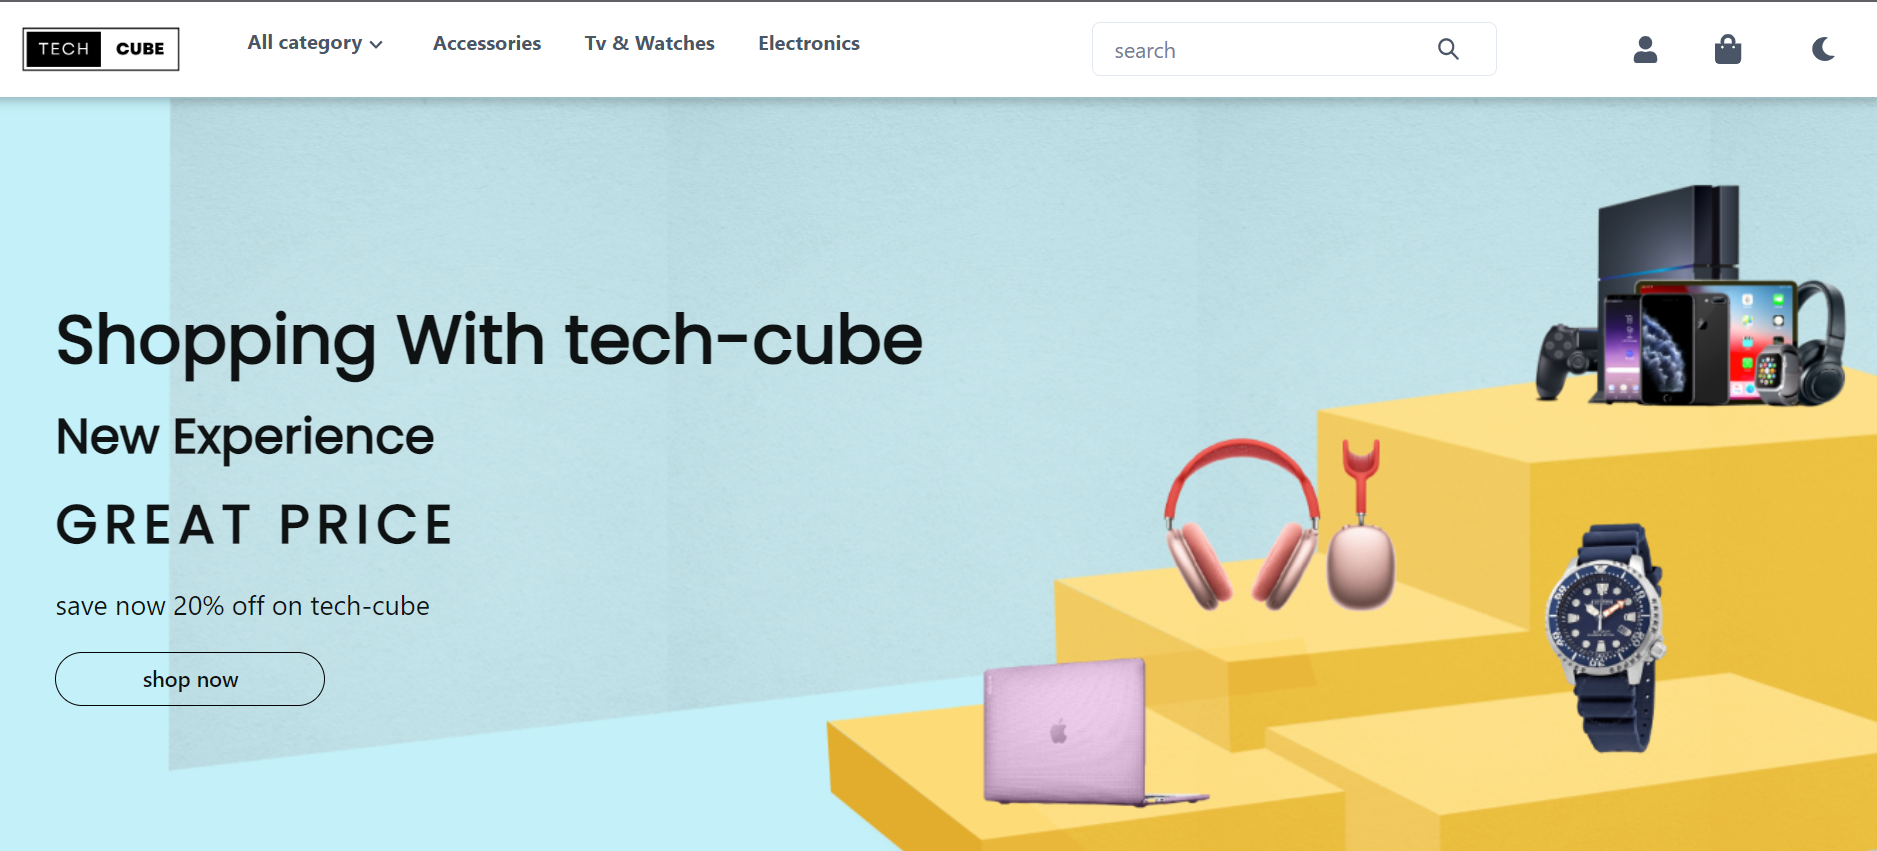 TECH CUBE
All category
Accessories
Tv & Watches
Electronics
search
Shopping With tech-cube
New Experience
GREAT PRICE
save now 20% off on tech-cube
shop now